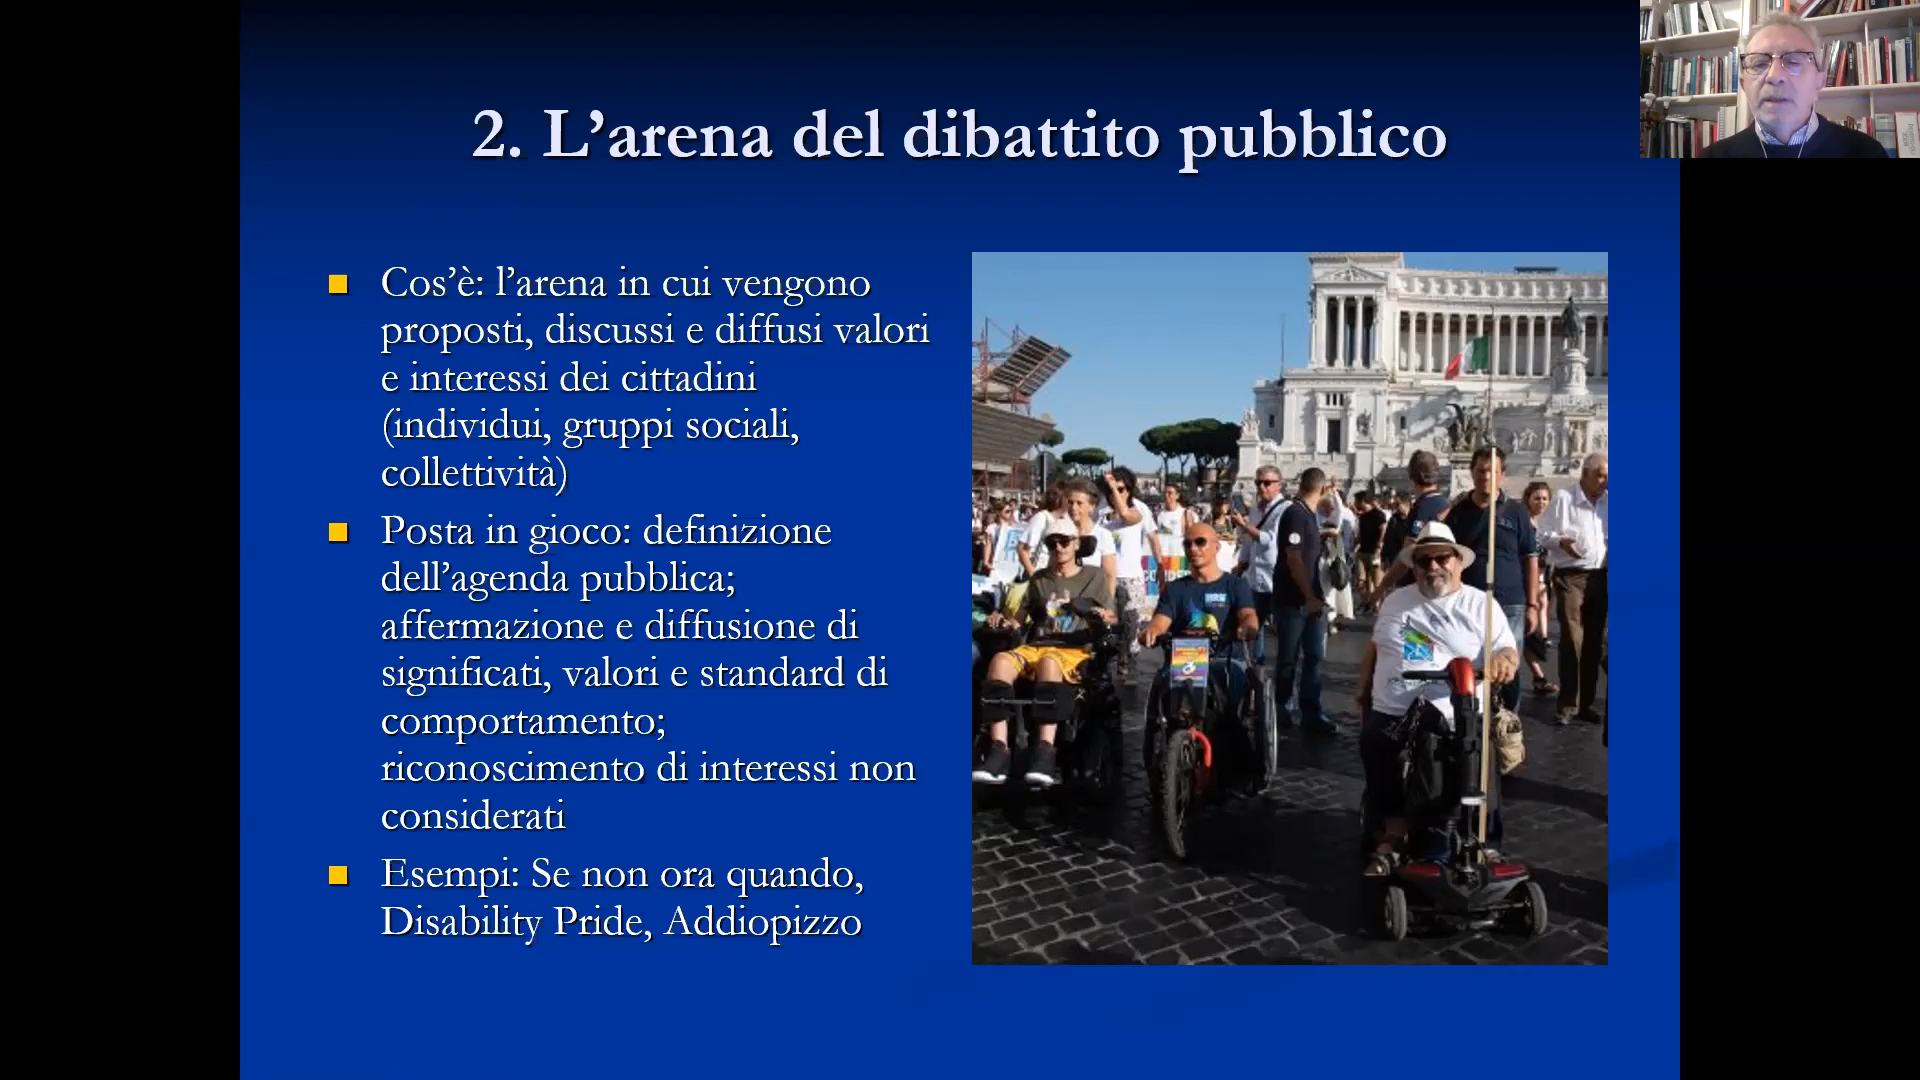 2. L’arena del dibattito pubblico
Cos’è: l’arena in cui vengono
proposti, discussi e diffusi valori
e interessi dei cittadini
(individui, gruppi sociali,
collettività)
Posta in gioco: definizione
dell’agenda pubblica;
affermazione e diffusione di
significati, valori e standard di
comportamento;
riconoscimento di interessi non
considerati
Esempi: Se non ora quando,
Disability Pride, Addiopizzo